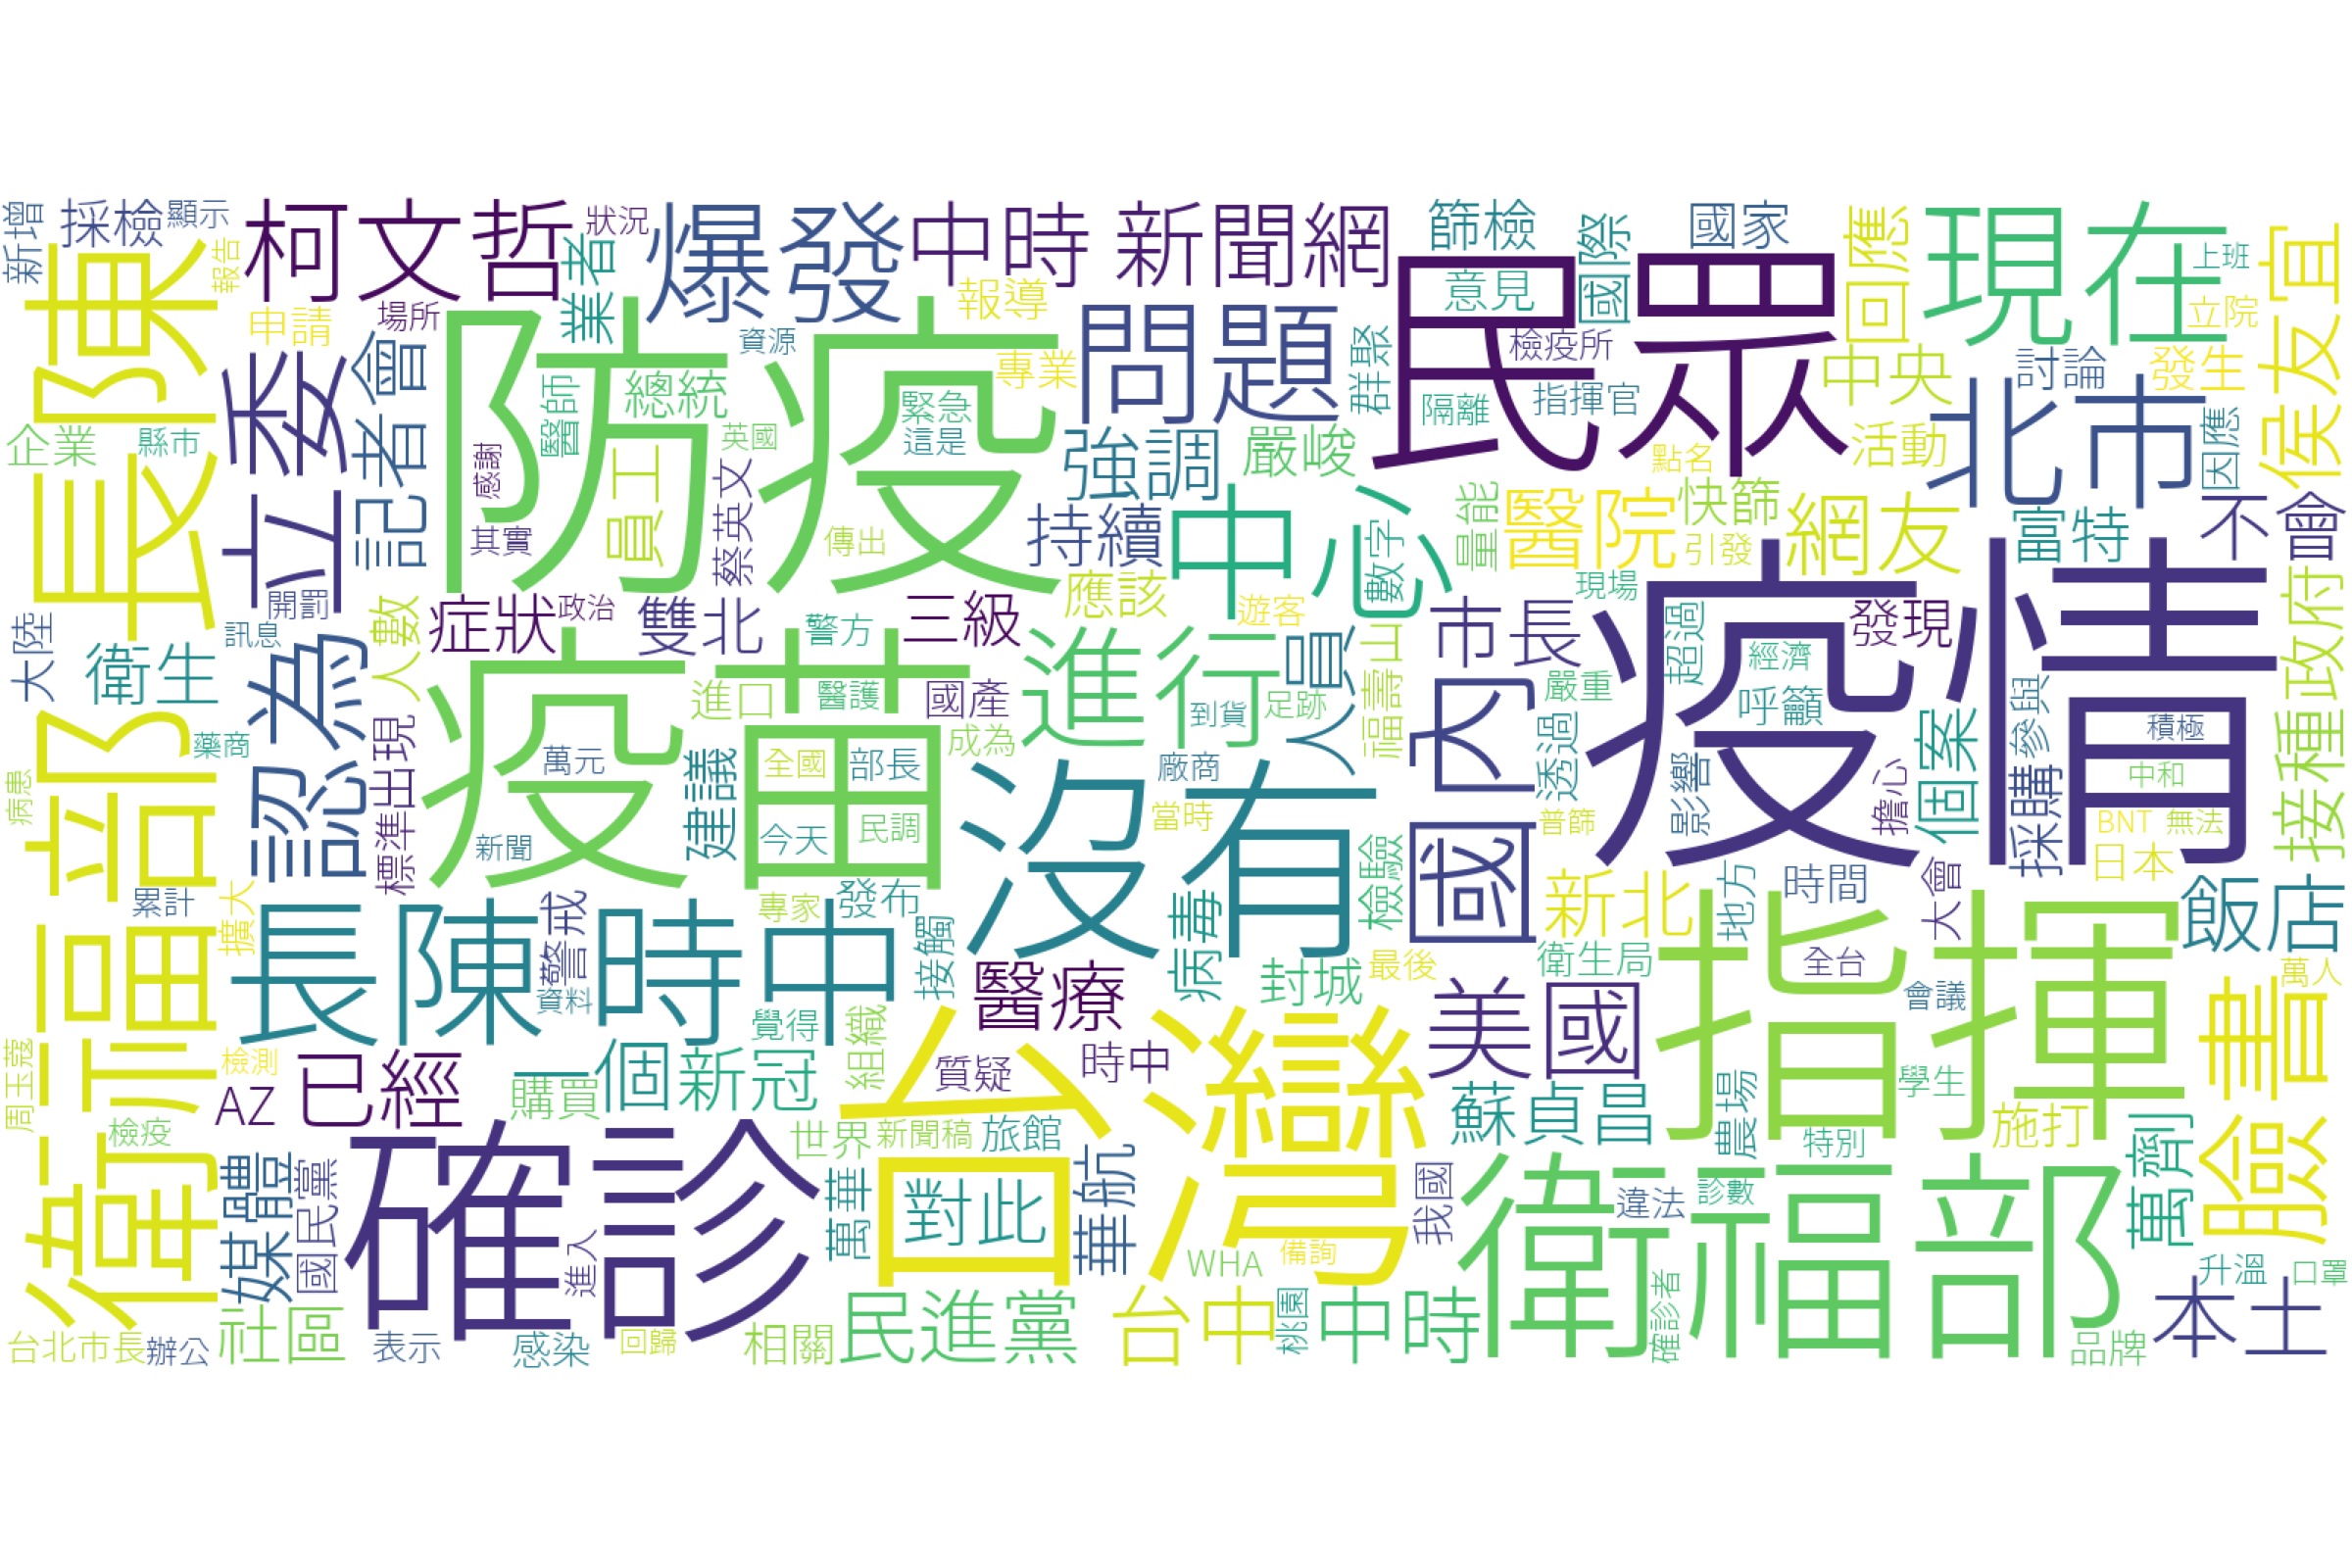 新增
採檢
顯示
報告
柯文哲
狀況
業者
爆發
中時 新聞網
報導
專業
資源
篩檢
意見
國際
國家
回應
現在
上班
立院
侯友宜
衛福部長陳
申請
場所
立委
記者會
企業
縣市
防疫
問題
民眾
群聚
檢疫所
指揮官
隔離
中央
討論
發生
北市
因應
醫師
總統
緊急
這是
英國
感謝
其實
員工
蔡英文
傳出
強調
嚴峻
持續
中心
數字
點名
活動
量能
醫院
快篩
引發
網友
富特
不會
現場
開罰
訊息
人數
症狀
政治
雙北
警方
三級
應該
遊客
人員
福壽山
市長
超過
發現
經濟
疫情
接種
政府
大陸
衛生
藥商
病患
認為
標準
出現
疫苗
進口
醫護
國產
進行
到貨
足跡
嚴重
呼籲
參與
積極
個案
萬元
全國
部長
成為
廠商
國內
透過
影響
擔心
採購
中和
BNT
無法
建議
今天
民調
新聞
沒有
當時
普篩
日本
累計
擴大
長陳時中
警戒
資料
專家
發布
接觸
病毒
檢驗
新北
地方
時間
大會
飯店
衛生局
全台
會議
萬人
醫療
封城
最後
指揮
臉書
周玉蔻
檢測
檢疫
AZ
已經
購買
一個
新冠
覺得
組織
質疑
時中
台灣
美國
蘇貞昌
農場
學生
施打
特別
萬劑
媒體
國民黨
進入
確診
世界
新聞稿
旅館
萬華
對此
華航
WHA
備詢
我國
違法
診數
衛福部
升溫
口罩
台北市長
辦公
社區
表示
感染
回歸
相關
民進黨
台中
桃園
中時
確診者
品牌
本土